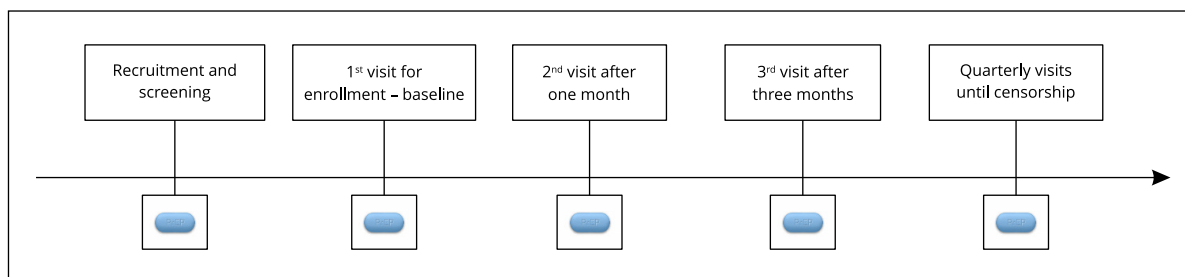 Recruitment and
screening
1st visit for
enrollment – baseline
2nd visit after
one month
3rd visit after
three months
Quarterly visits
until censorship